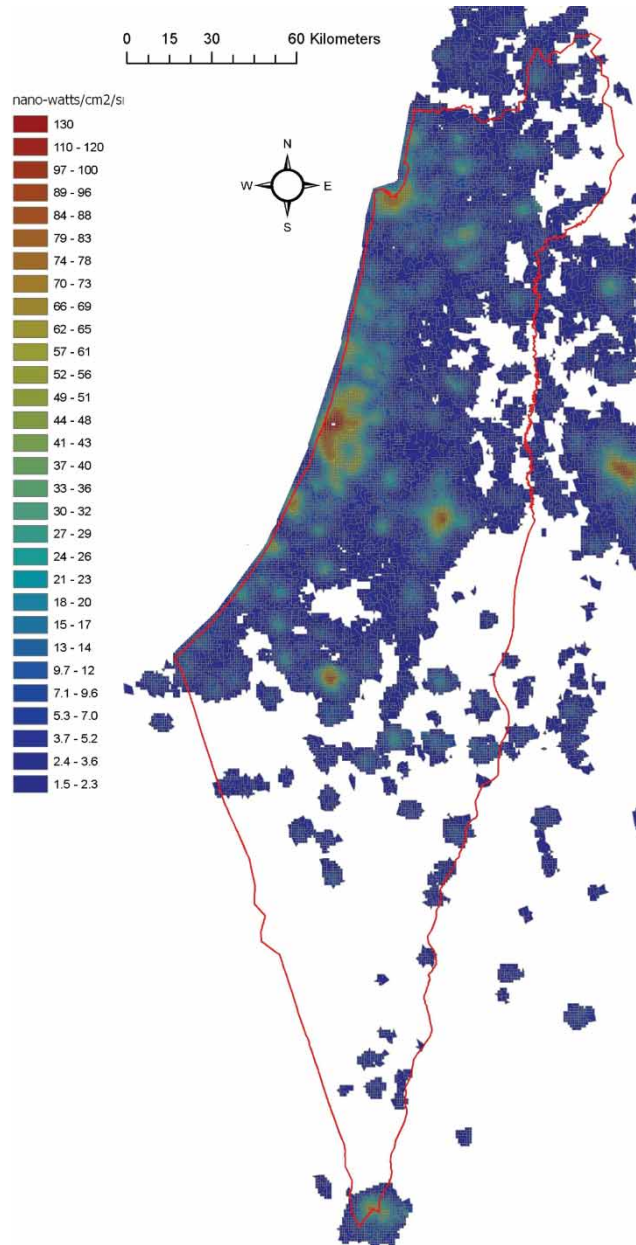 0 15 30 60 Kilometers
nano-watts/cm2/sr
130
110 - 120
97 - 100
89 - 96
84 - 88
79 - 83
74 - 78
70 - 73
66 - 69
62 - 65
57 - 61
52 - 56
49 - 51
44 - 48
41 - 43
37 - 40
33 - 36
30 - 32
27 - 29
24 - 26
21 - 23
18 - 20
15 - 17
13 - 14
9.7 - 12
7.1 - 9.6
5.3 - 7.0
3.7 - 5.2
2.4 - 3.6
1.5 - 2.3
N
W E
S